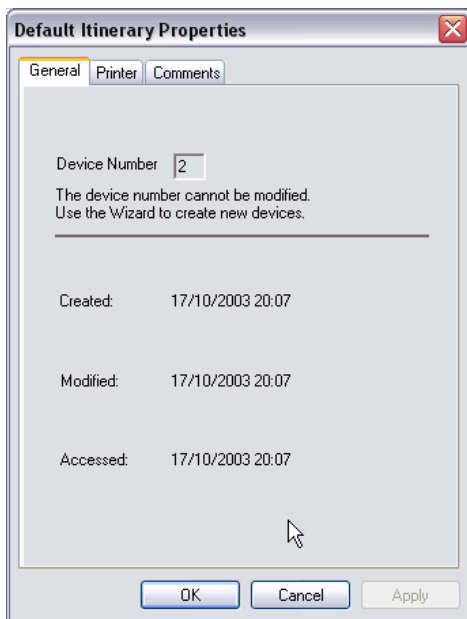 Default Itinerary Properties
General Printer Comments
Device Number 2
The device number cannot be modified.
Use the Wizard to create new devices.
Created: 17/10/2003 20:07
Modified: 17/10/2003 20:07
Accessed: 17/10/2003 20:07
OK Cancel Apply